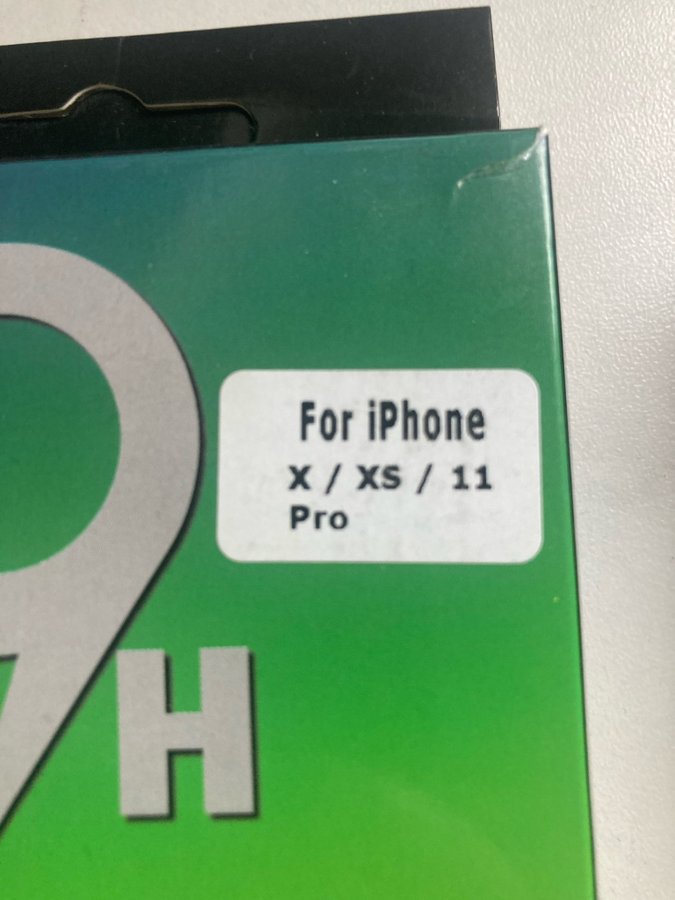 For iPhone
X / XS / 11
Pro
9H